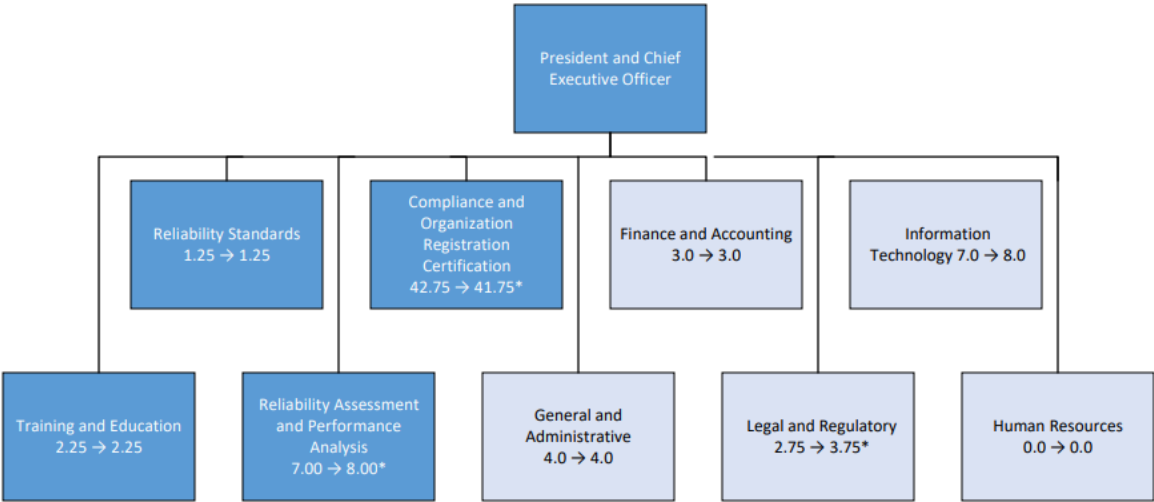 President and Chief
Executive Officer
Reliability Standards
1.25 → 1.25
Compliance and
Organization
Registration
Certification
42.75 → 41.75*
Finance and Accounting
3.0 → 3.0
Information
Technology 7.0 → 8.0
Training and Education
2.25 → 2.25
Reliability Assessment
and Performance
Analysis
7.00 → 8.00*
General and
Administrative
4.0 → 4.0
Legal and Regulatory
2.75 → 3.75*
Human Resources
0.0 → 0.0